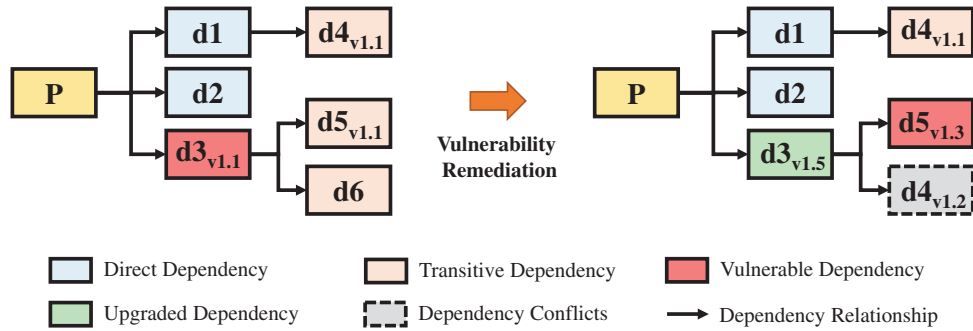 P
d1
d4v1.1
d2
d3v1.1
d5v1.1
d6
Vulnerability
Remediation
P
d1
d4v1.1
d2
d3v1.5
d5v1.3
d4v1.2
Direct Dependency
Transitive Dependency
Vulnerable Dependency
Upgraded Dependency
Dependency Conflicts
Dependency Relationship